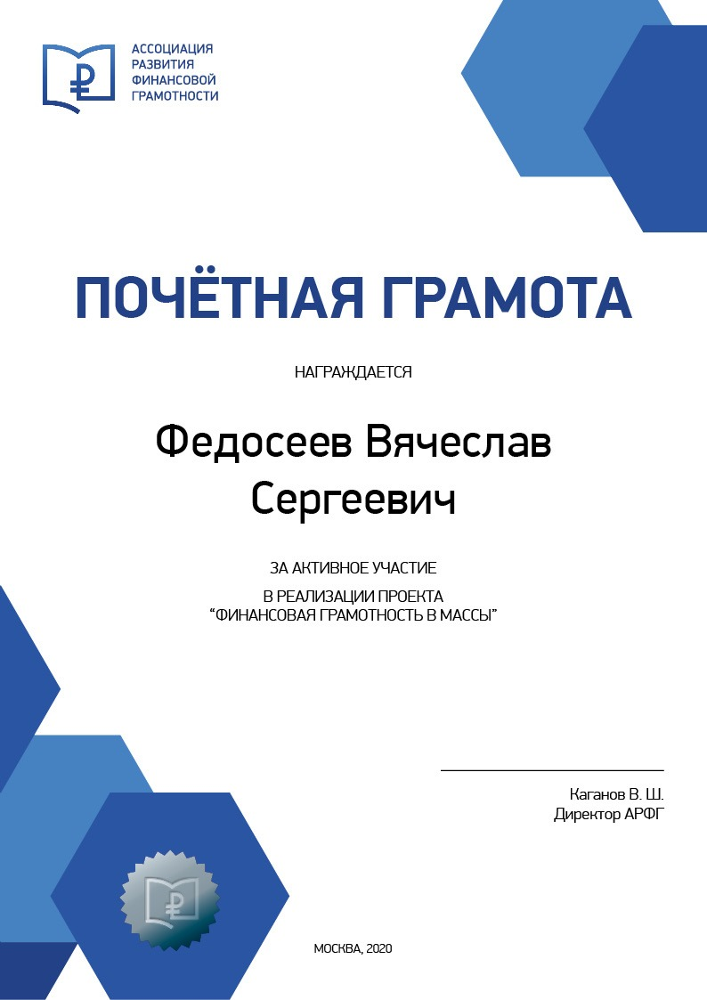 АССОЦИАЦИЯ
РАЗВИТИЯ
ФИНАНСОВОЙ
ГРАМОТНОСТИ
ПОЧЁТНАЯ ГРАМОТА
НАГРАЖДАЕТСЯ
Федосеев Вячеслав
Сергеевич
ЗА АКТИВНОЕ УЧАСТИЕ
В РЕАЛИЗАЦИИ ПРОЕКТА
“ФИНАНСОВАЯ ГРАМОТНОСТЬ В МАССЫ”
Каганов В. Ш.
Директор АРФГ
МОСКВА, 2020